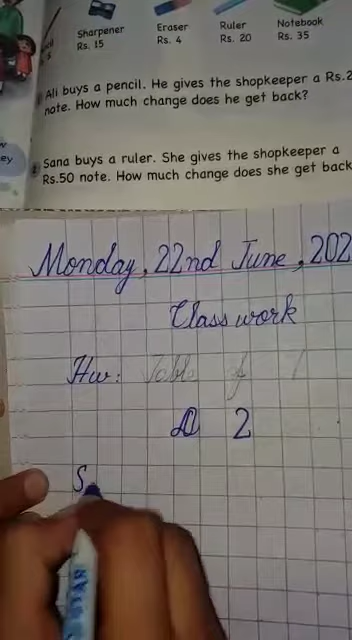 Sharpener Eraser Ruler Notebook
Rs. 15 Rs. 4 Rs. 20 Rs. 35
Ali buys a pencil. He gives the shopkeeper a Rs.2
note. How much change does he get back?
Sana buys a ruler. She gives the shopkeeper a
Rs.50 note. How much change does she get back
Monday, 22nd June, 202
Class work
Hw: Table of
Q 2
S
STAR